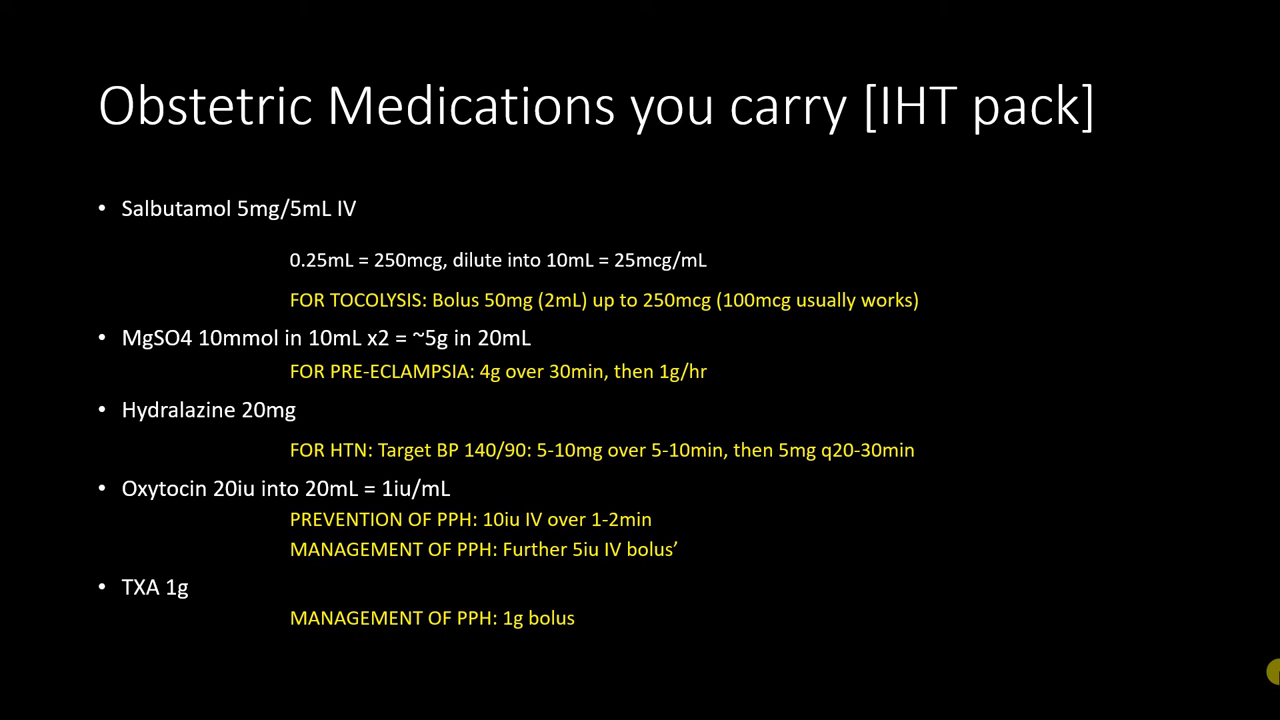 Obstetric Medications you carry [IHT pack]
• Salbutamol 5mg/5mL IV
0.25mL = 250mcg, dilute into 10mL = 25mcg/mL
FOR TOCOLYSIS: Bolus 50mg (2mL) up to 250mcg (100mcg usually works)
• MgSO4 10mmol in 10mL x2 = ~5g in 20mL
FOR PRE-ECLAMPSIA: 4g over 30min, then 1g/hr
• Hydralazine 20mg
FOR HTN: Target BP 140/90: 5-10mg over 5-10min, then 5mg q20-30min
• Oxytocin 20iu into 20mL = 1iu/mL
PREVENTION OF PPH: 10iu IV over 1-2min
MANAGEMENT OF PPH: Further 5iu IV bolus’
• TXA 1g
MANAGEMENT OF PPH: 1g bolus